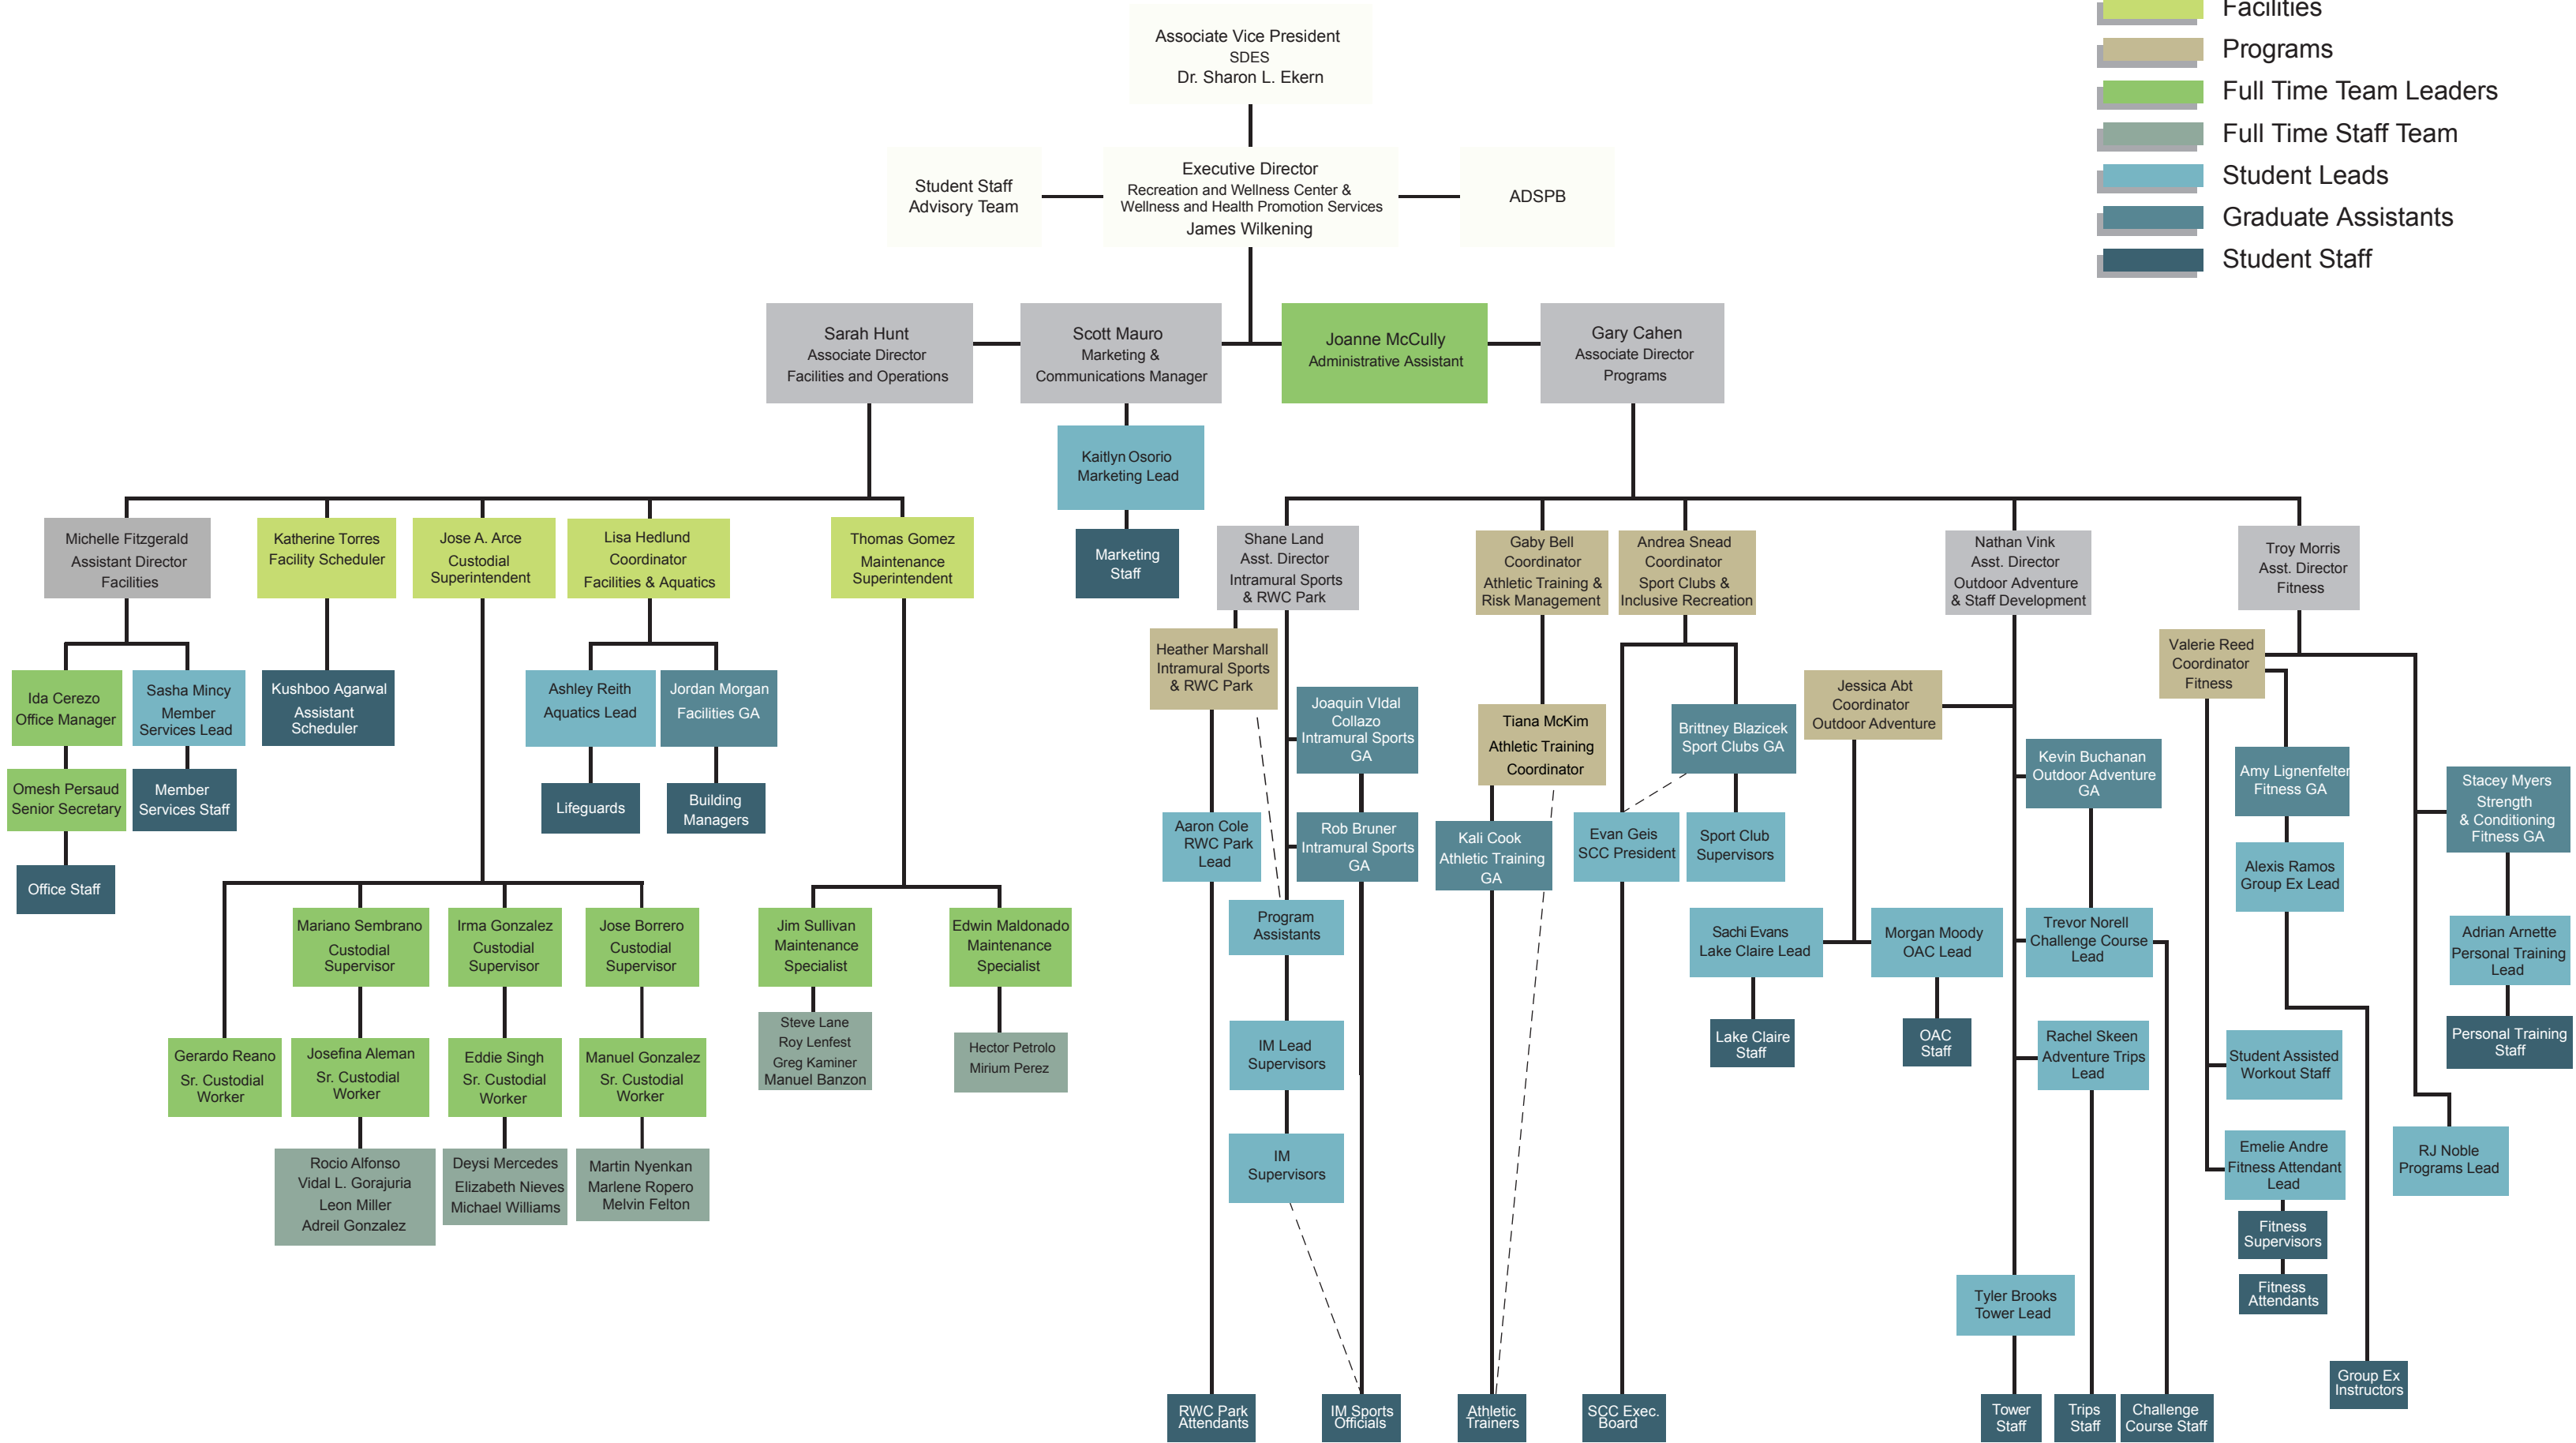 Facilities
Programs
Full Time Team Leaders
Full Time Staff Team
Student Leads
Graduate Assistants
Student Staff
Associate Vice President
SDES
Dr. Sharon L. Ekern
Student Staff
Advisory Team
Executive Director
Recreation and Wellness Center &
Wellness and Health Promotion Services
James Wilkening
ADSPB
Sarah Hunt
Associate Director
Facilities and Operations
Scott Mauro
Marketing &
Communications Manager
Joanne McCully
Administrative Assistant
Gary Cahen
Associate Director
Programs
Kaitlyn Osorio
Marketing Lead
Marketing
Staff
Michelle Fitzgerald
Assistant Director
Facilities
Katherine Torres
Facility Scheduler
Jose A. Arce
Custodial
Superintendent
Lisa Hedlund
Coordinator
Facilities & Aquatics
Thomas Gomez
Maintenance
Superintendent
Ida Cerezo
Office Manager
Sasha Mincy
Member
Services Lead
Kushboo Agarwal
Assistant
Scheduler
Ashley Reith
Aquatics Lead
Jordan Morgan
Facilities GA
Omesh Persaud
Senior Secretary
Member
Services Staff
Lifeguards
Building
Managers
Office Staff
Mariano Sembrano
Custodial
Supervisor
Irma Gonzalez
Custodial
Supervisor
Jose Borrero
Custodial
Supervisor
Jim Sullivan
Maintenance
Specialist
Edwin Maldonado
Maintenance
Specialist
Gerardo Reano
Sr. Custodial
Worker
Josefina Aleman
Sr. Custodial
Worker
Eddie Singh
Sr. Custodial
Worker
Manuel Gonzalez
Sr. Custodial
Worker
Steve Lane
Roy Lenfest
Greg Kaminer
Manuel Banzon
Hector Petrolo
Mirium Perez
Rocio Alfonso
Vidal L. Gorajuria
Leon Miller
Adreil Gonzalez
Deysi Mercedes
Elizabeth Nieves
Michael Williams
Martin Nyenkan
Marlene Ropero
Melvin Felton
Shane Land
Asst. Director
Intramural Sports
& RWC Park
Gaby Bell
Coordinator
Athletic Training &
Risk Management
Andrea Snead
Coordinator
Sport Clubs &
Inclusive Recreation
Nathan Vink
Asst. Director
Outdoor Adventure
& Staff Development
Troy Morris
Asst. Director
Fitness
Heather Marshall
Intramural Sports
& RWC Park
Joaquin VIdal
Collazo
Intramural Sports
GA
Tiana McKim
Athletic Training
Coordinator
Brittney Blazicek
Sport Clubs GA
Jessica Abt
Coordinator
Outdoor Adventure
Kevin Buchanan
Outdoor Adventure
GA
Valerie Reed
Coordinator
Fitness
Amy Lignenfelter
Fitness GA
Stacey Myers
Strength
& Conditioning
Fitness GA
Aaron Cole
RWC Park
Lead
Rob Bruner
Intramural Sports
GA
Kali Cook
Athletic Training
GA
Evan Geis
SCC President
Sport Club
Supervisors
Alexis Ramos
Group Ex Lead
Program
Assistants
Sachi Evans
Lake Claire Lead
Morgan Moody
OAC Lead
Trevor Norell
Challenge Course
Lead
Adrian Arnette
Personal Training
Lead
IM Lead
Supervisors
Lake Claire
Staff
OAC
Staff
Rachel Skeen
Adventure Trips
Lead
Student Assisted
Workout Staff
Personal Training
Staff
IM
Supervisors
Emelie Andre
Fitness Attendant
Lead
RJ Noble
Programs Lead
Fitness
Supervisors
Fitness
Attendants
Tyler Brooks
Tower Lead
Group Ex
Instructors
RWC Park
Attendants
IM Sports
Officials
Athletic
Trainers
SCC Exec.
Board
Tower
Staff
Trips
Staff
Challenge
Course Staff